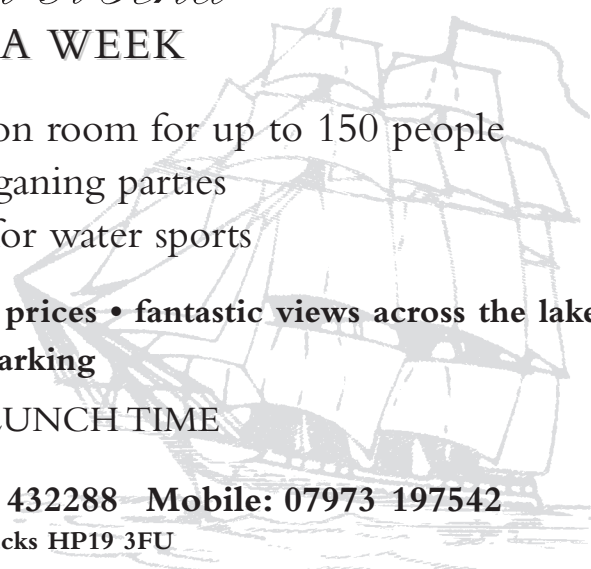 A WEEK
on room for up to 150 people
ganing parties
for water sports
prices • fantastic views across the lake
arking
LUNCH TIME
432288 Mobile: 07973 197542
cks HP19 3FU